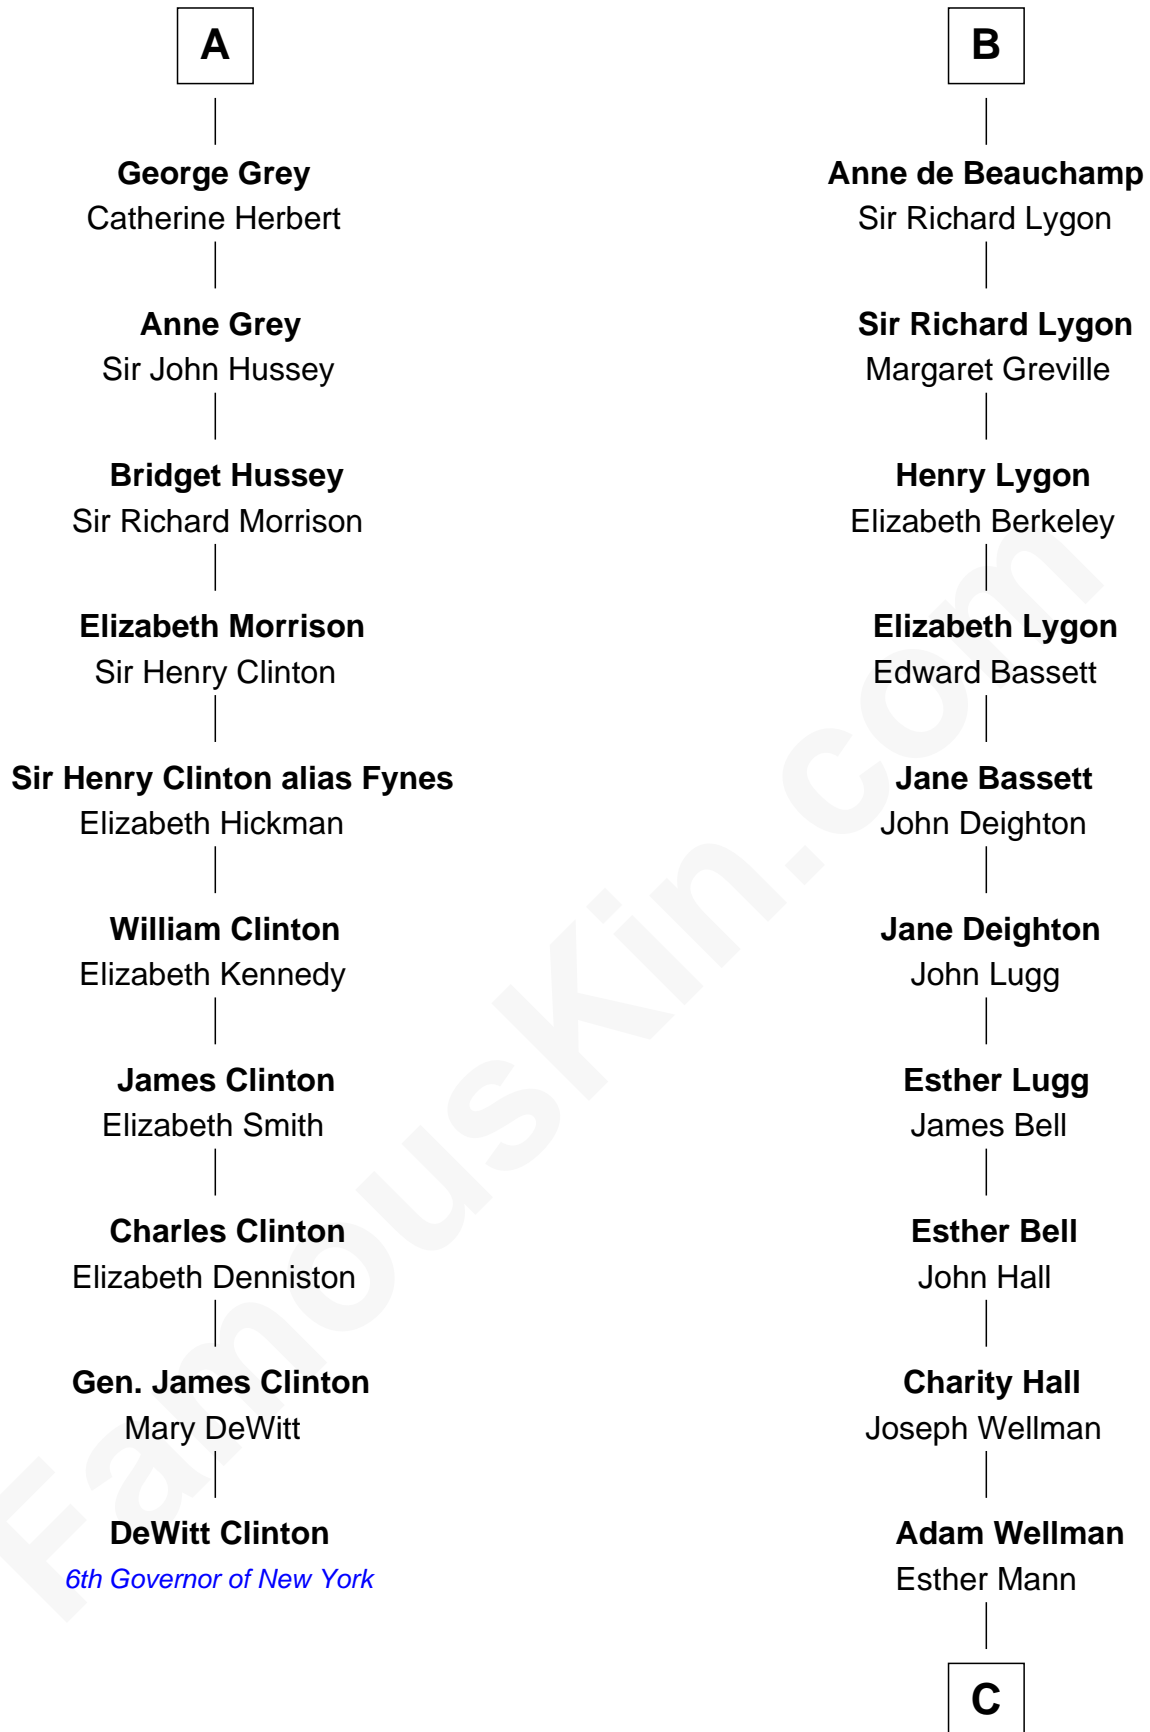 A
George Grey
Catherine Herbert
Anne Grey
Sir John Hussey
Bridget Hussey
Sir Richard Morrison
Elizabeth Morrison
Sir Henry Clinton
Sir Henry Clinton alias Fynes
Elizabeth Hickman
William Clinton
Elizabeth Kennedy
James Clinton
Elizabeth Smith
Charles Clinton
Elizabeth Denniston
Gen. James Clinton
Mary DeWitt
DeWitt Clinton
6th Governor of New York
B
Anne de Beauchamp
Sir Richard Lygon
Sir Richard Lygon
Margaret Greville
Henry Lygon
Elizabeth Berkeley
Elizabeth Lygon
Edward Bassett
Jane Bassett
John Deighton
Jane Deighton
John Lugg
Esther Lugg
James Bell
Esther Bell
John Hall
Charity Hall
Joseph Wellman
Adam Wellman
Esther Mann
C
FamousKin.com